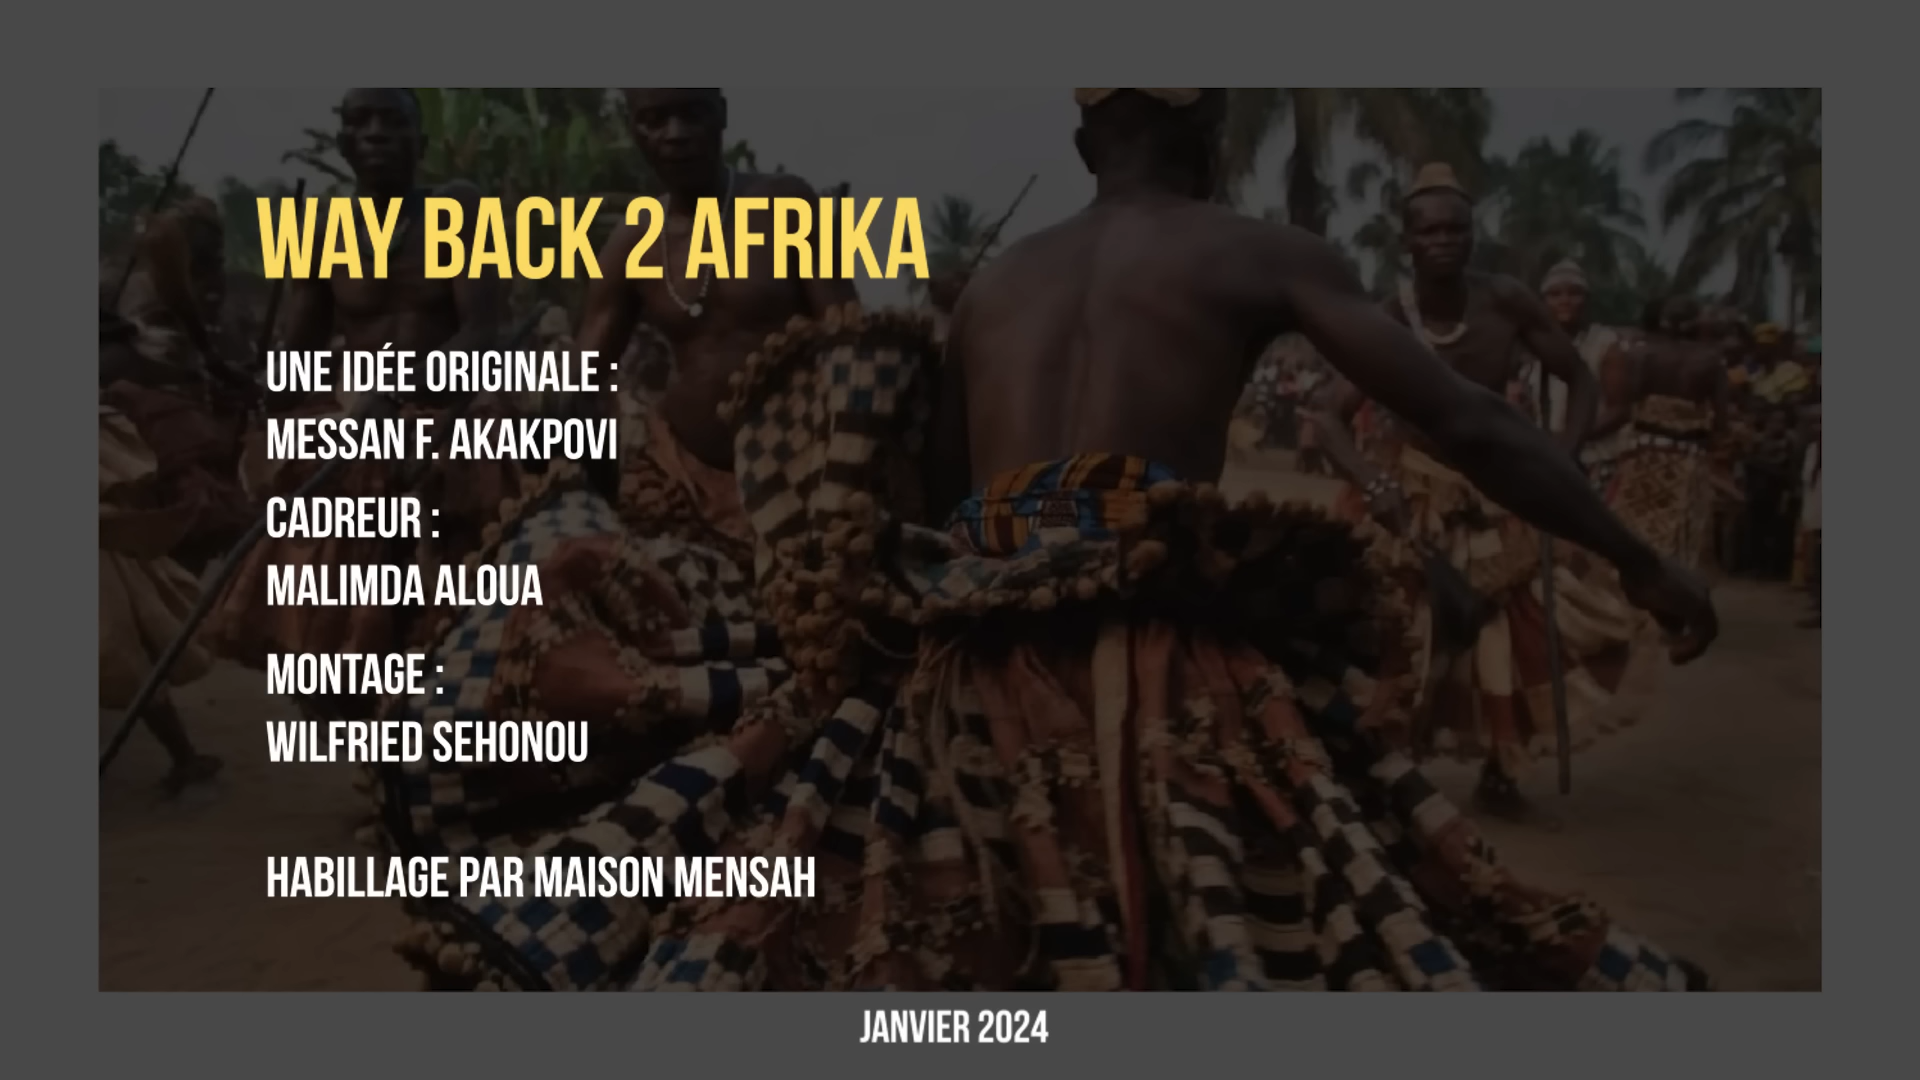 WAY BACK 2 AFRIKA
UNE IDÉE ORIGINALE :
MESSAN F. AKAKPOVI
CADREUR :
MALIMDA ALOUA
MONTAGE :
WILFRIED SEHONOU
HABILLAGE PAR MAISON MENSAH
JANVIER 2024